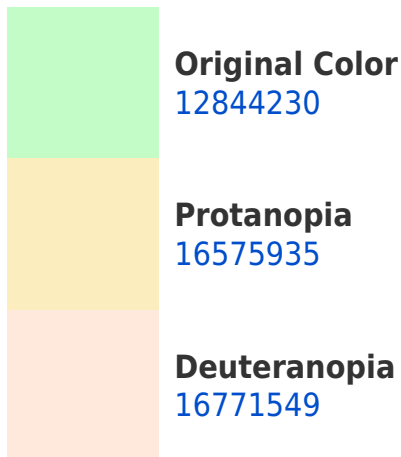 Original Color
12844230
Protanopia
16575935
Deuteranopia
16771549